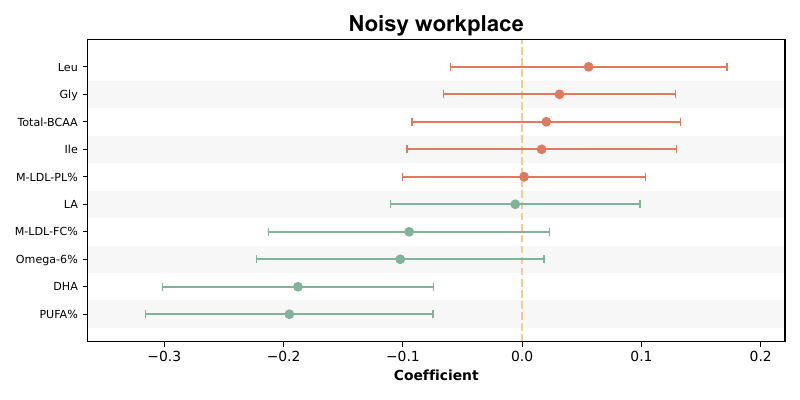 Noisy workplace
Leu
Gly
Total-BCAA
Ile
M-LDL-PL%
LA
M-LDL-FC%
Omega-6%
DHA
PUFA%
−0.3 −0.2 −0.1 0.0 0.1 0.2
Coefficient